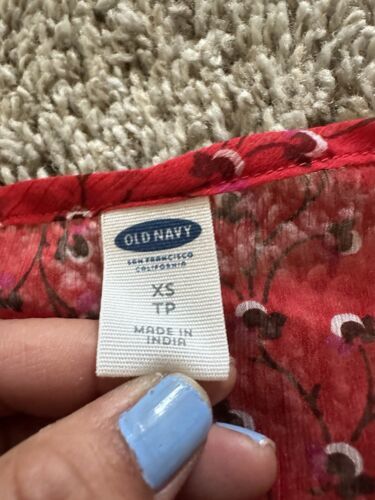 OLD NAVY
SAN FRANCISCO
CALIFORNIA
XS
TP
MADE IN
INDIA